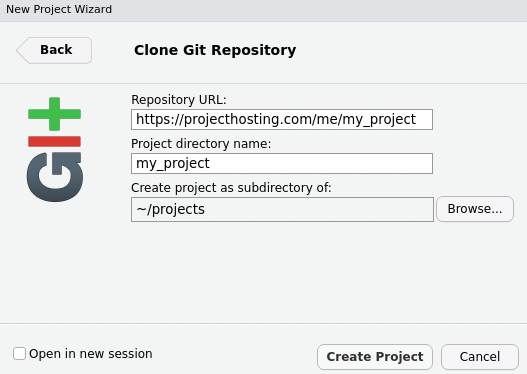 New Project Wizard
Back
Clone Git Repository
Repository URL:
https://projecthosting.com/me/my_project
Project directory name:
my_project
Create project as subdirectory of:
~/projects
Browse...
GIt
Open in new session
Create Project
Cancel